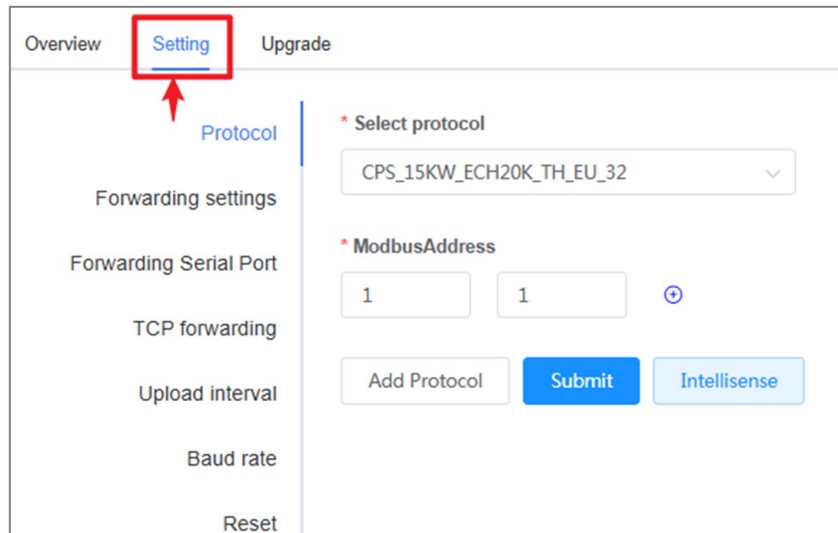 Overview Setting Upgrade
Protocol
Forwarding settings
Forwarding Serial Port
TCP forwarding
Upload interval
Baud rate
Reset
* Select protocol
CPS_15KW_ECH20K_TH_EU_32
* ModbusAddress
1 1
Add Protocol Submit Intellisense